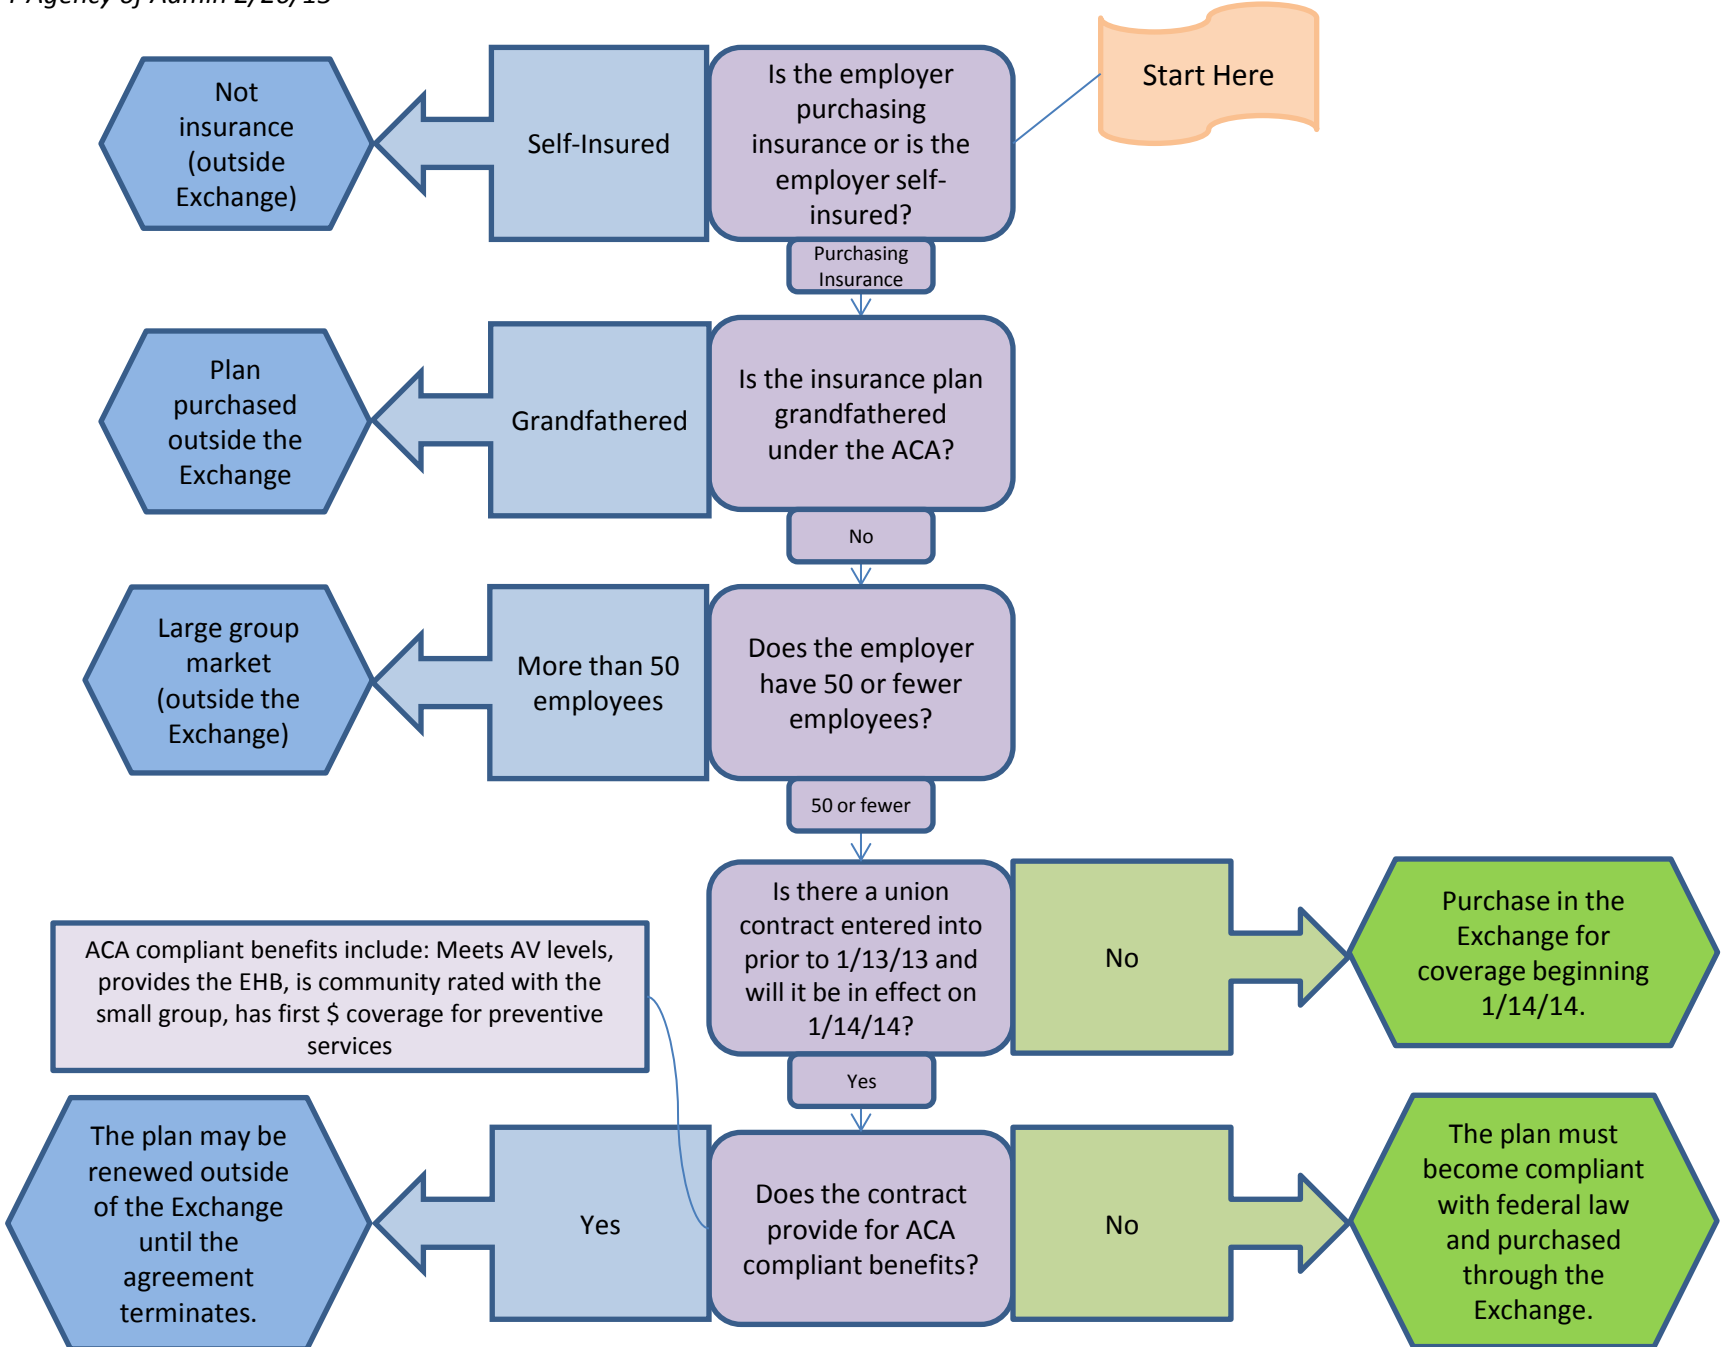 Agency of Admin 2/20/13
Start Here
Is the employer
purchasing
insurance or is the
employer self-
insured?
Self-Insured
Not
insurance
(outside
Exchange)
Purchasing
Insurance
Is the insurance plan
grandfathered
under the ACA?
Grandfathered
Plan
purchased
outside the
Exchange
No
Does the employer
have 50 or fewer
employees?
More than 50
employees
Large group
market
(outside the
Exchange)
50 or fewer
Is there a union
contract entered into
prior to 1/13/13 and
will it be in effect on
1/14/14?
No
Purchase in the
Exchange for
coverage beginning
1/14/14.
Yes
ACA compliant benefits include: Meets AV levels,
provides the EHB, is community rated with the
small group, has first $ coverage for preventive
services
Does the contract
provide for ACA
compliant benefits?
Yes
The plan may be
renewed outside
of the Exchange
until the
agreement
terminates.
No
The plan must
become compliant
with federal law
and purchased
through the
Exchange.